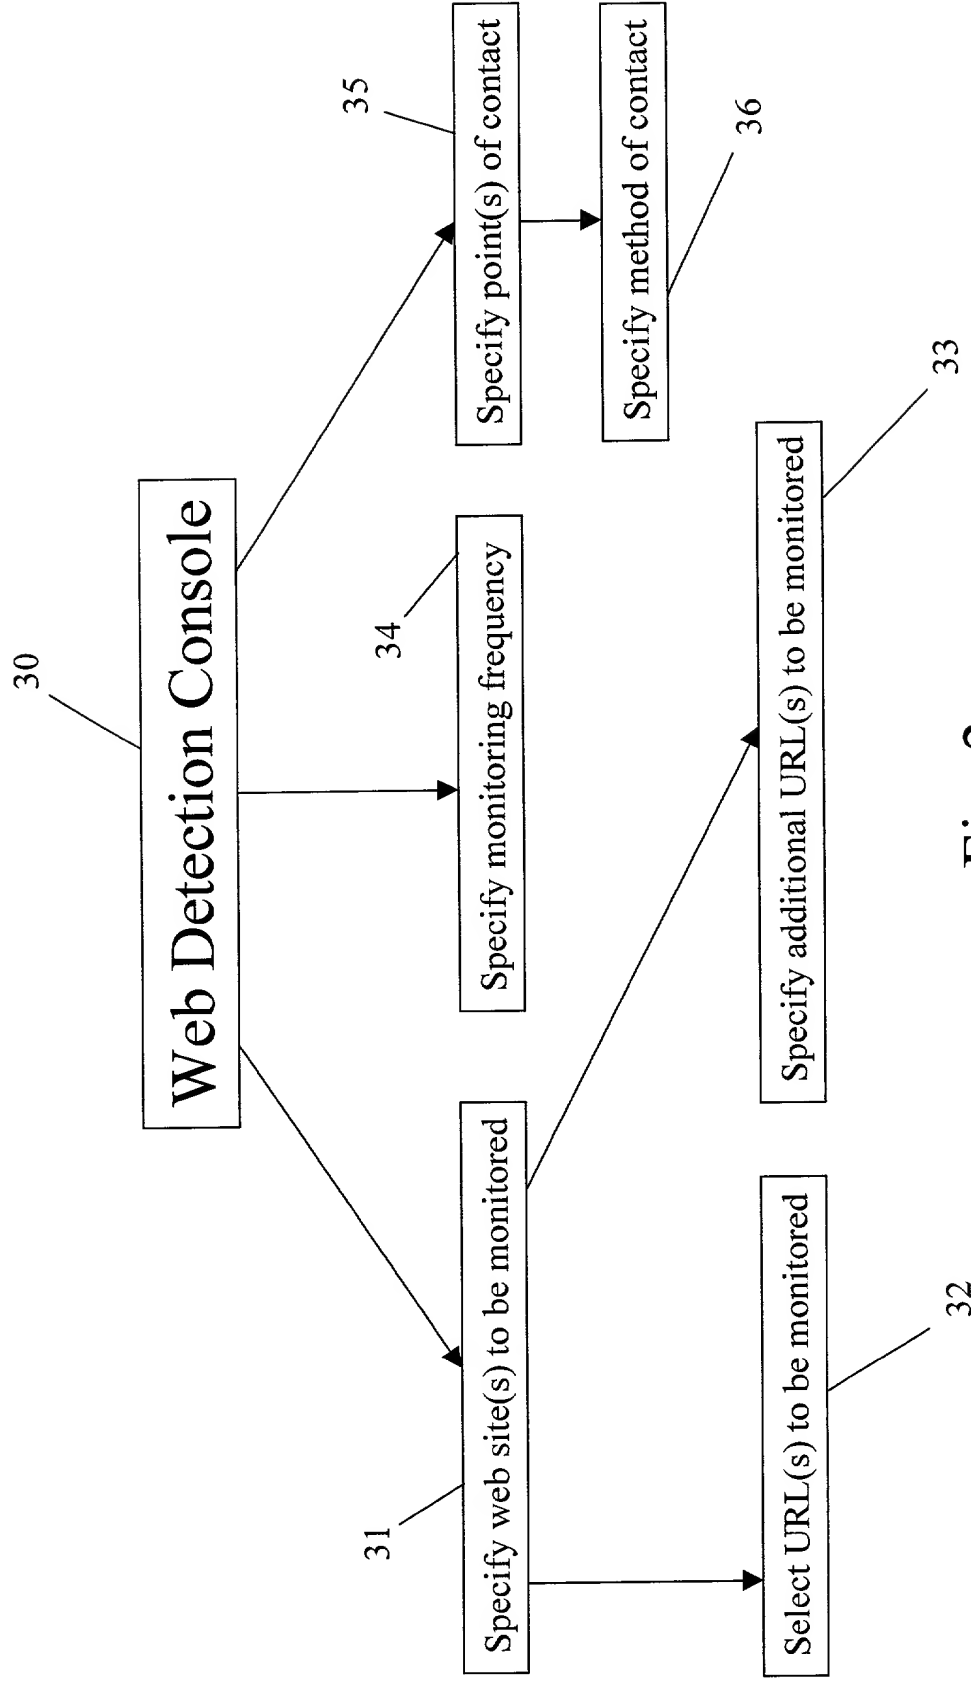 30
Web Detection Console
31
34
35
Specify web site(s) to be monitored
Specify monitoring frequency
Specify point(s) of contact
Specify method of contact
36
Select URL(s) to be monitored
Specify additional URL(s) to be monitored
32
33